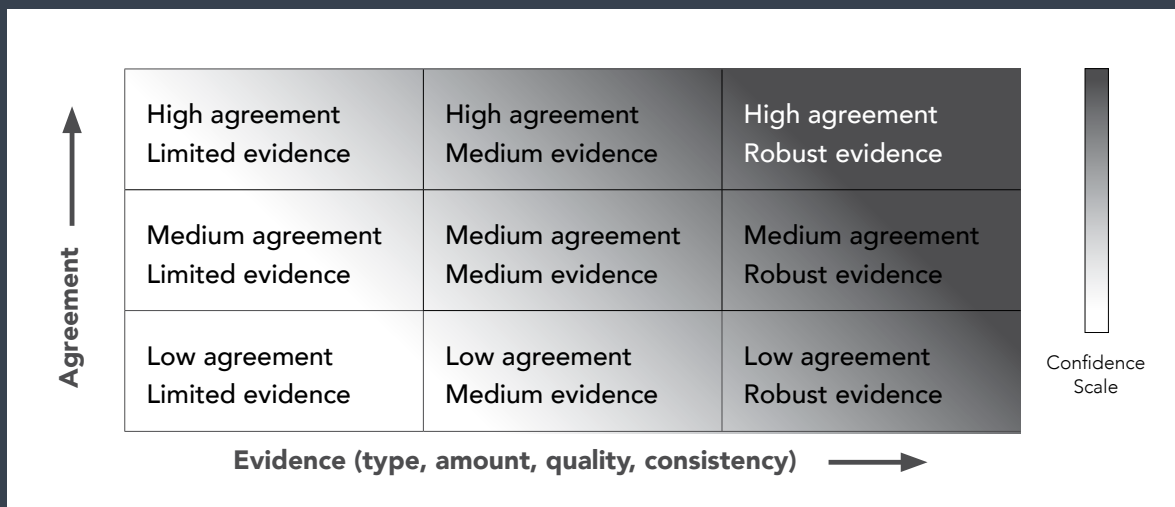 High agreement
Limited evidence
High agreement
Medium evidence
High agreement
Robust evidence
Medium agreement
Limited evidence
Medium agreement
Medium evidence
Medium agreement
Robust evidence
Low agreement
Limited evidence
Low agreement
Medium evidence
Low agreement
Robust evidence
Agreement
Evidence (type, amount, quality, consistency)
Confidence
Scale